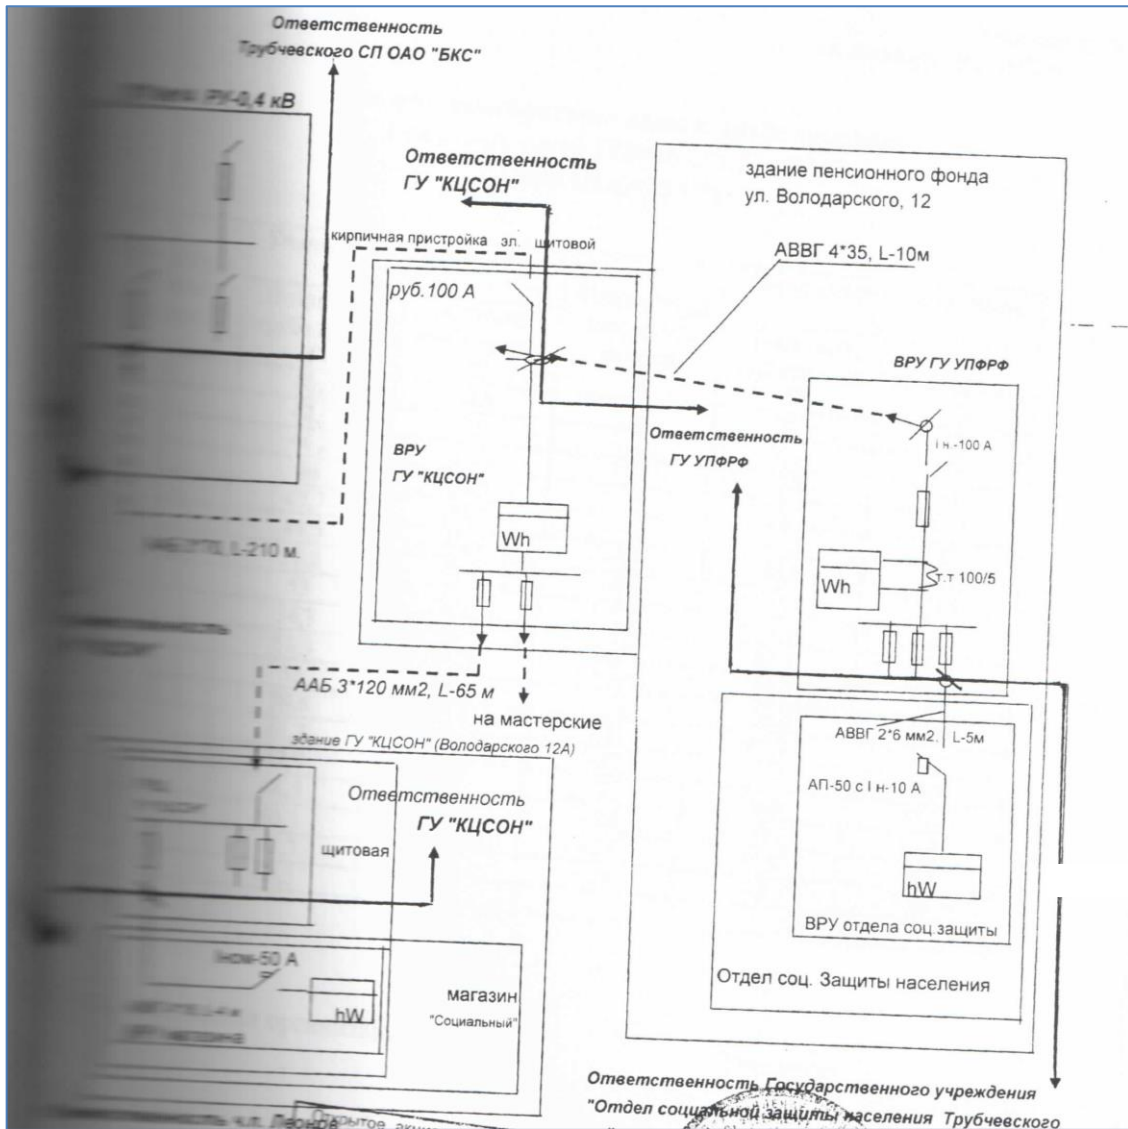 Ответственность
Трубчевского СП ОАО "БКС"
РУ-0,4 кВ
Ответственность
ГУ "КЦСОН"
здание пенсионного фонда
ул. Володарского, 12
кирпичная пристройка эл. щитовой
АВВГ 4*35, L-10м
руб.100 А
ВРУ ГУ УПФРФ
Ответственность
ГУ УПФРФ
I н.-100 А
ВРУ
ГУ "КЦСОН"
Wh
L-210 м.
Wh
т.т 100/5
ААБ 3*120 мм2, L-65 м
на мастерские
здание ГУ "КЦСОН" (Володарского 12А)
АВВГ 2*6 мм2, L-5м
АП-50 с I н-10 А
Ответственность
ГУ "КЦСОН"
щитовая
hW
ВРУ отдела соц.защиты
Iном-50 А
hW
магазин
"Социальный"
Отдел соц. Защиты населения
Ответственность Государственного учреждения
"Отдел социальной защиты населения Трубчевского
ч.п.
Открытое